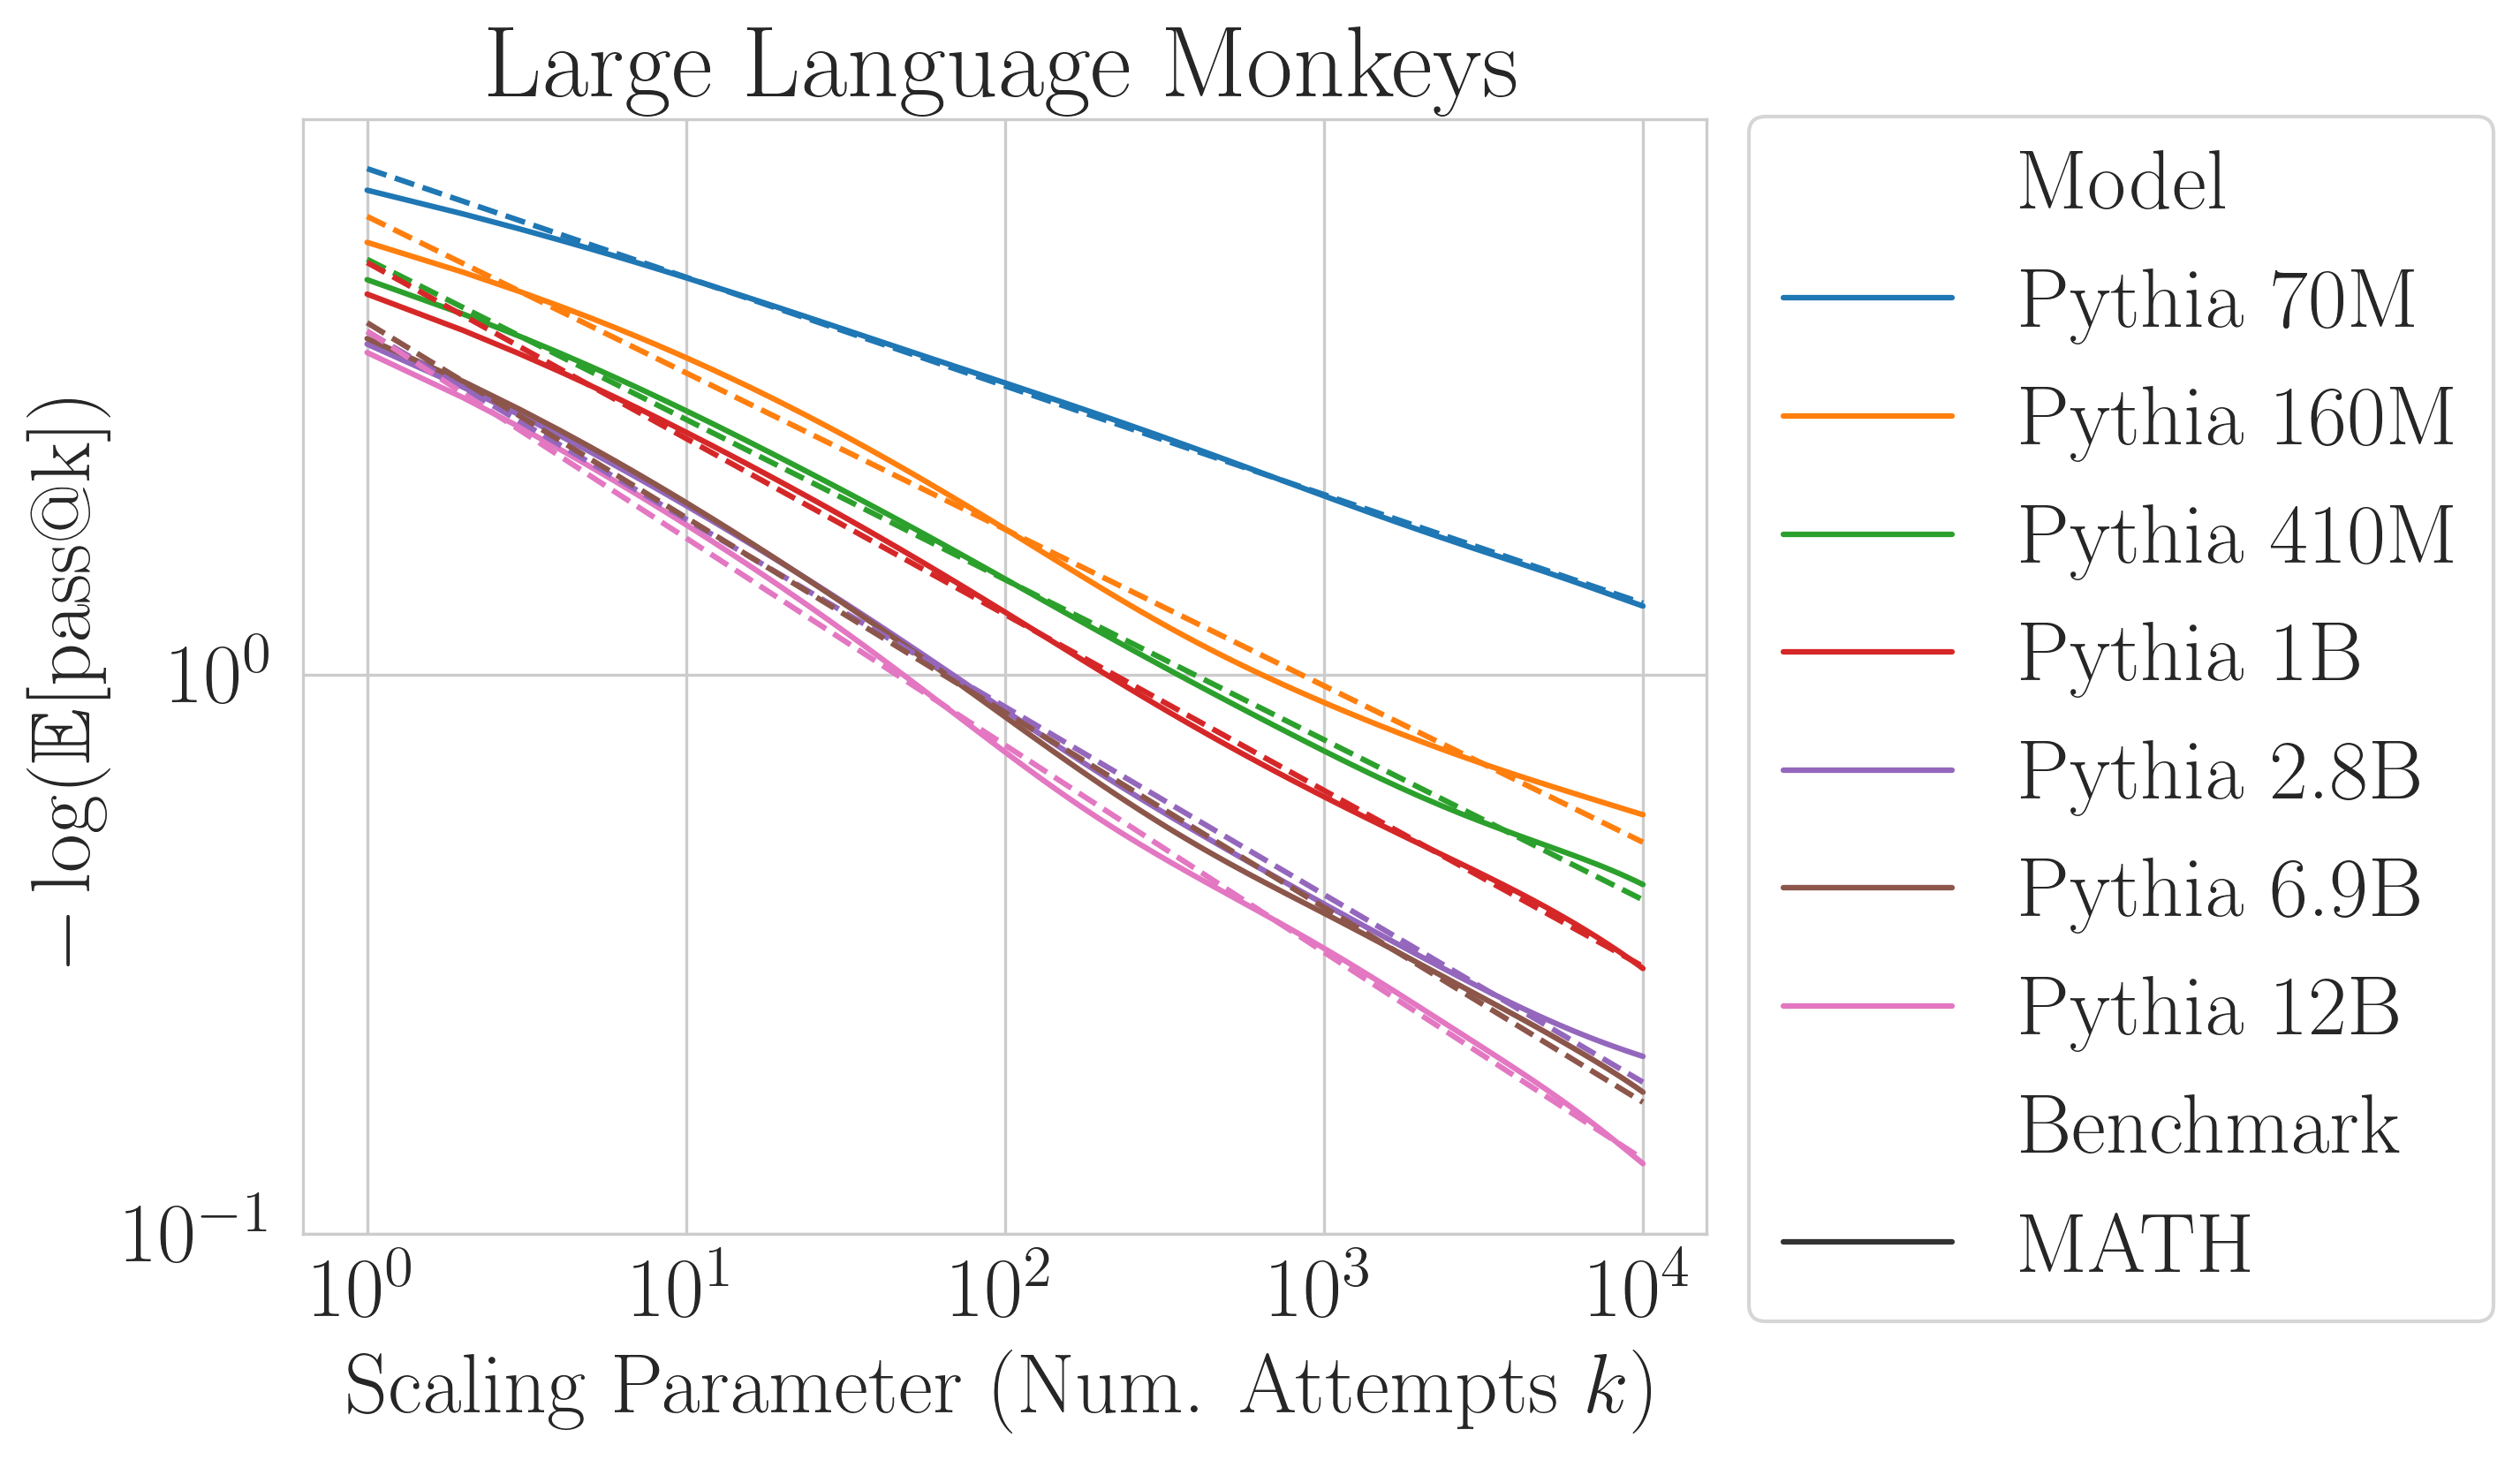 Large Language Monkeys
− log(𝔼[pass@k])
10⁰
10⁻¹
10⁰ 10¹ 10² 10³ 10⁴
Scaling Parameter (Num. Attempts k)
Model
Pythia 70M
Pythia 160M
Pythia 410M
Pythia 1B
Pythia 2.8B
Pythia 6.9B
Pythia 12B
Benchmark
MATH